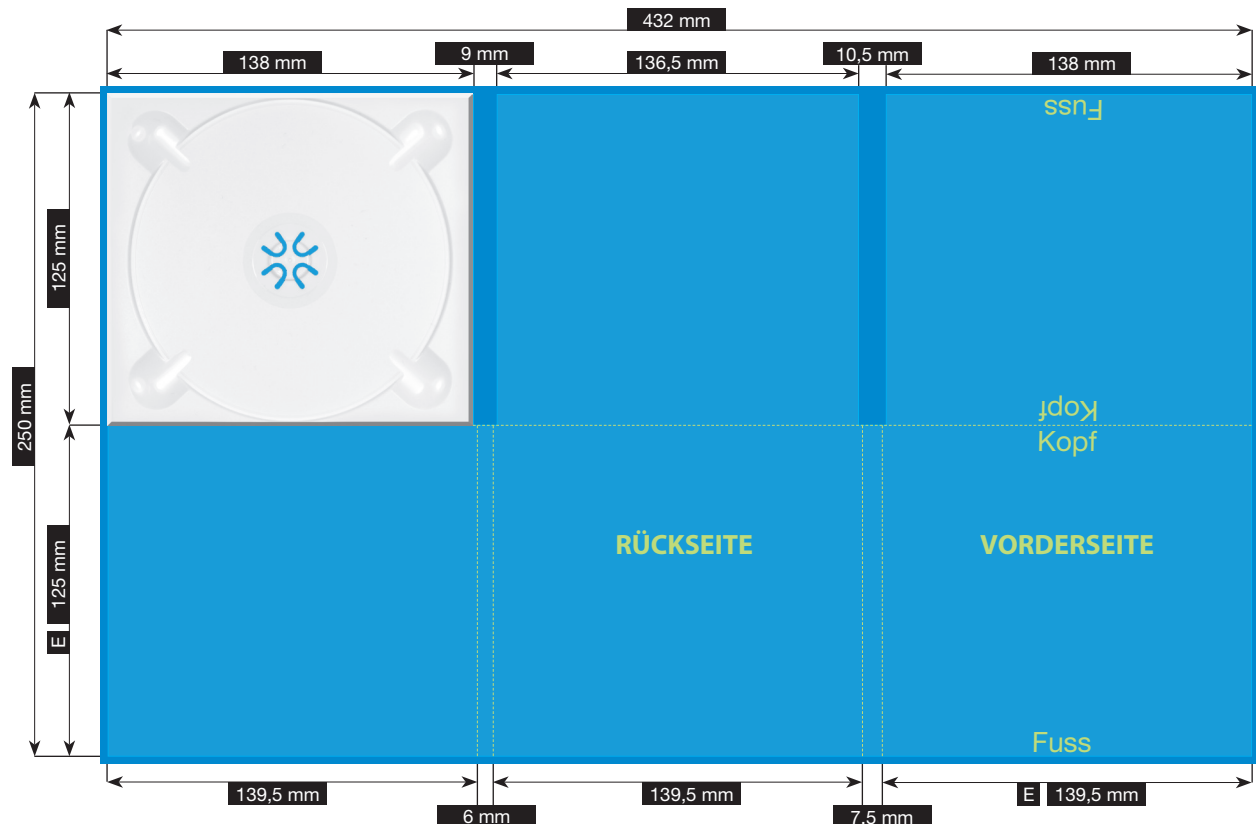 432 mm
9 mm
10,5 mm
138 mm
136,5 mm
138 mm
Fuss
125 mm
250 mm
Kopf
Kopf
RÜCKSEITE
VORDERSEITE
E 125 mm
Fuss
139,5 mm
139,5 mm
E 139,5 mm
6 mm
7,5 mm